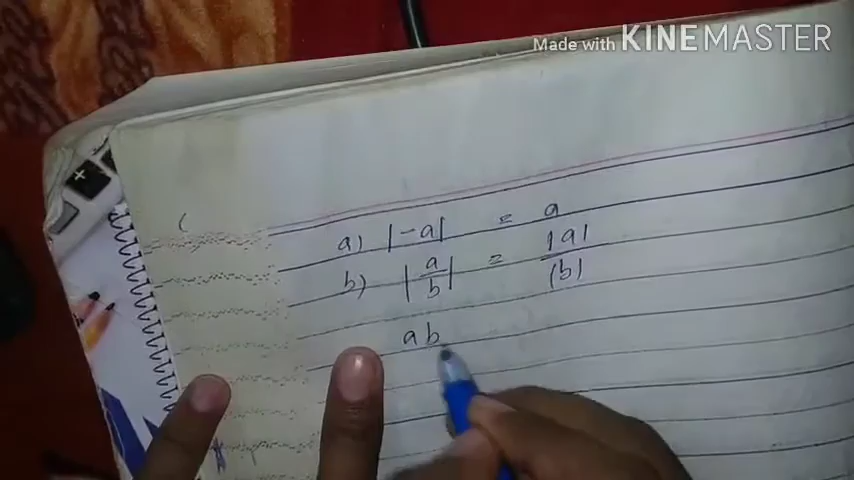 Made with KINEMASTER
a) |-a| = a
b) |a/b| = |a|/|b|
ab